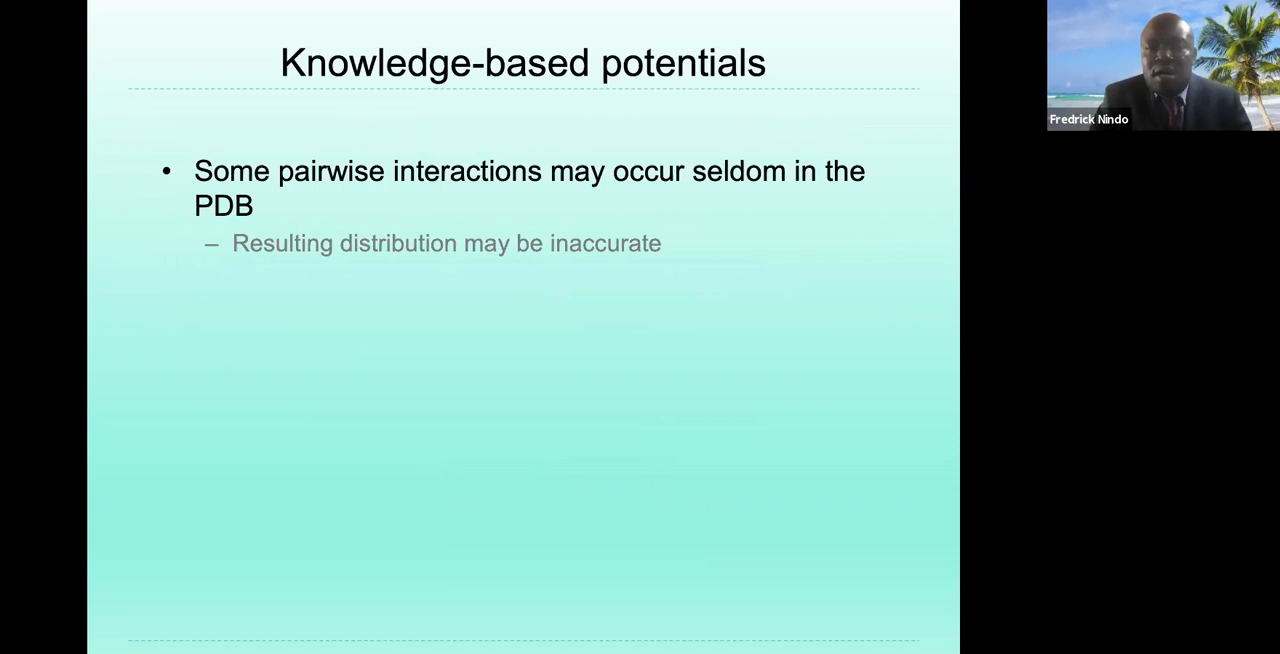 Knowledge-based potentials
• Some pairwise interactions may occur seldom in the
PDB
– Resulting distribution may be inaccurate
Fredrick Nindo